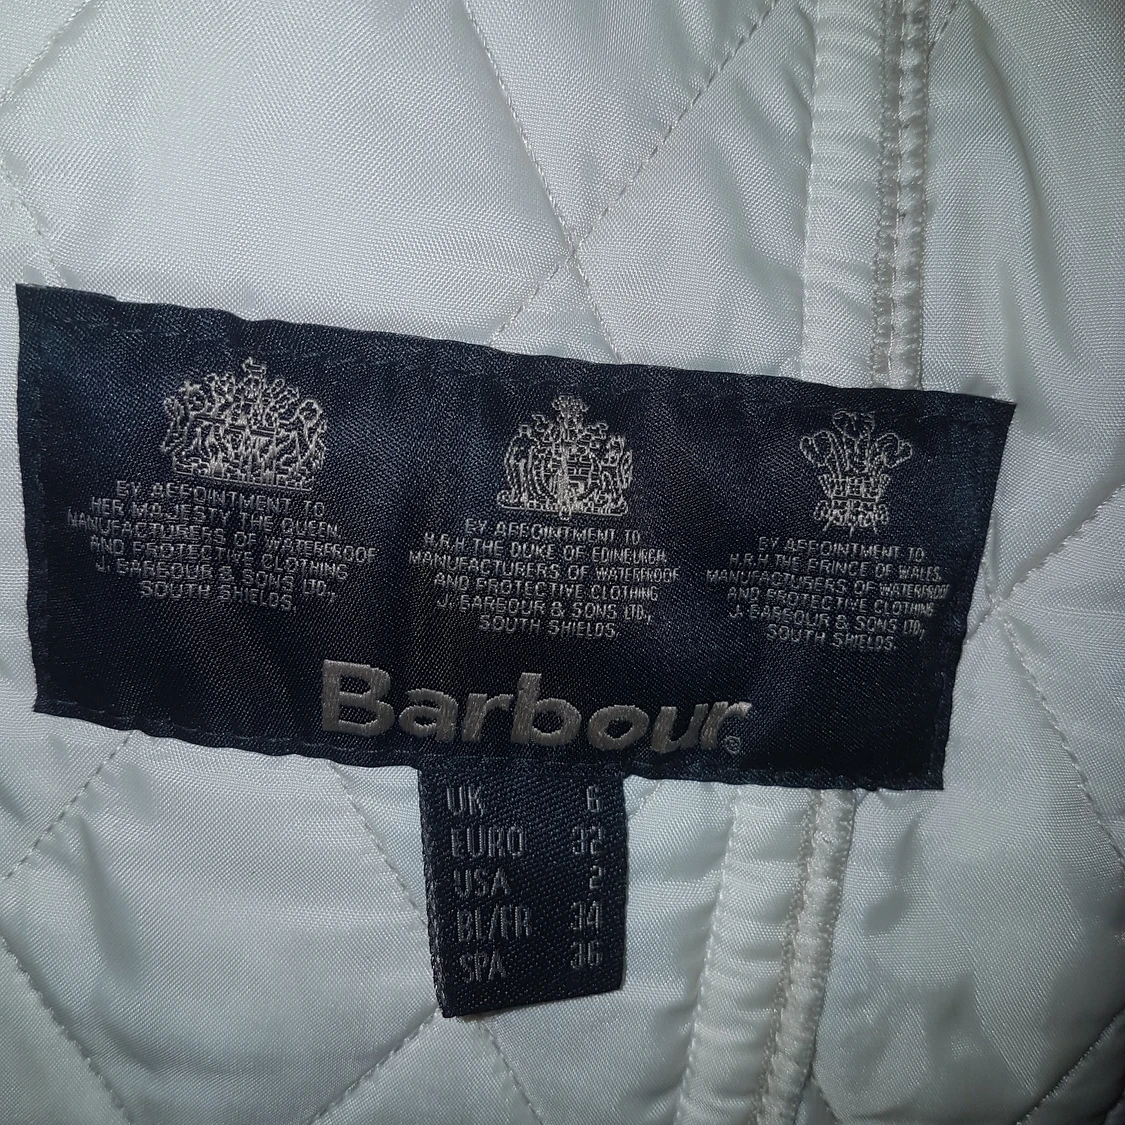 BY APPOINTMENT TO
HER MAJESTY THE QUEEN.
MANUFACTURERS OF WATERPROOF
AND PROTECTIVE CLOTHING
J. BARBOUR & SONS LTD.,
SOUTH SHIELDS.
BY APPOINTMENT TO
H.R.H. THE DUKE OF EDINBURGH.
MANUFACTURERS OF WATERPROOF
AND PROTECTIVE CLOTHING
J. BARBOUR & SONS LTD.,
SOUTH SHIELDS.
BY APPOINTMENT TO
H.R.H. THE PRINCE OF WALES.
MANUFACTURERS OF WATERPROOF
AND PROTECTIVE CLOTHING
J. BARBOUR & SONS LTD.,
SOUTH SHIELDS.
Barbour®
UK 6
EURO 32
USA 2
BL/FR 34
SPA 36